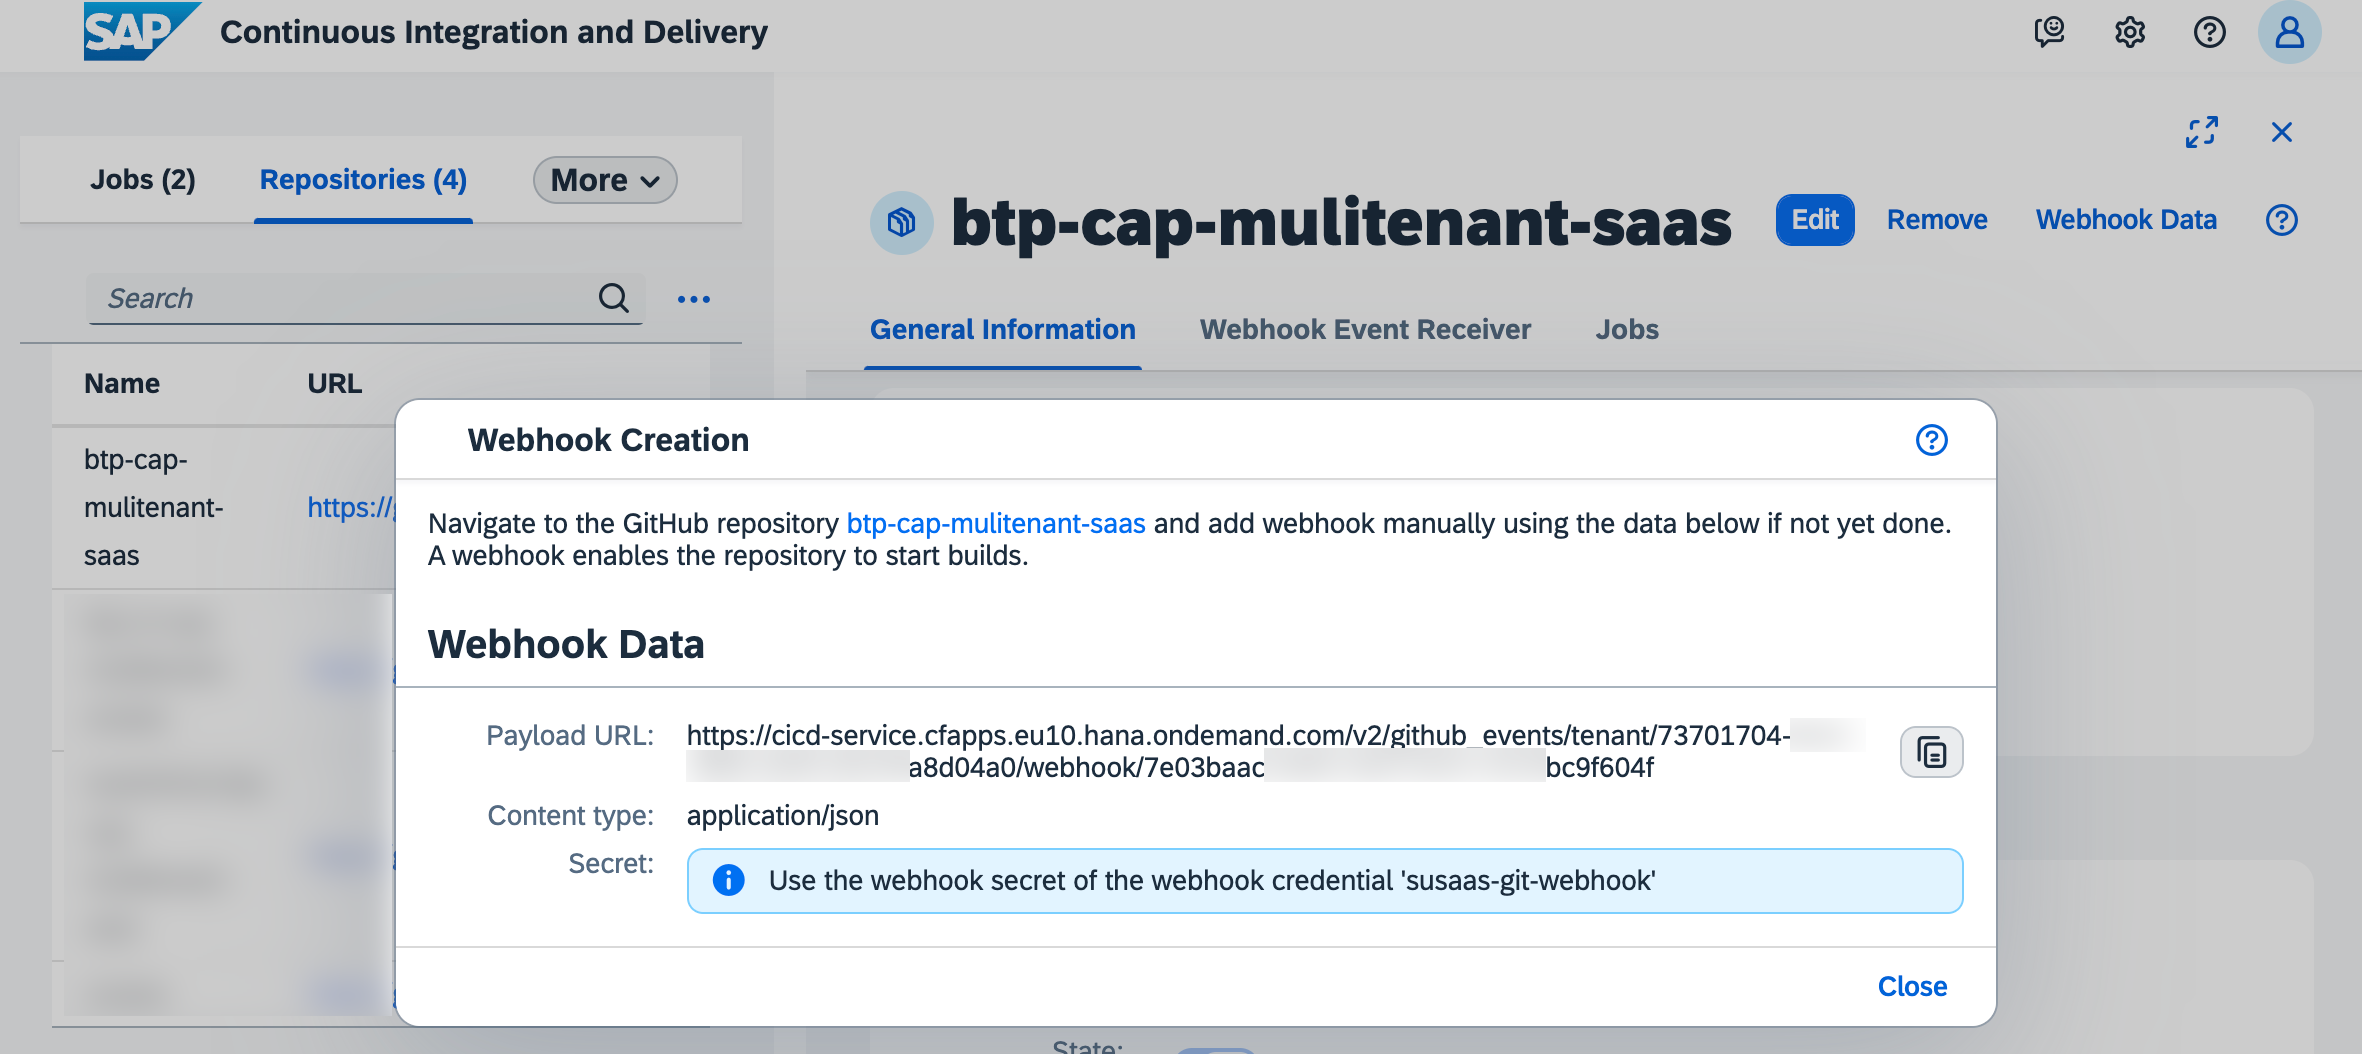 SAP Continuous Integration and Delivery
Jobs (2) Repositories (4) More
Search
Name URL
btp-cap-
mulitenant-
saas
https://
btp-cap-mulitenant-saas Edit Remove Webhook Data
General Information Webhook Event Receiver Jobs
Webhook Creation
Navigate to the GitHub repository btp-cap-mulitenant-saas and add webhook manually using the data below if not yet done.
A webhook enables the repository to start builds.
Webhook Data
Payload URL: https://cicd-service.cfapps.eu10.hana.ondemand.com/v2/github_events/tenant/73701704-
a8d04a0/webhook/7e03baac bc9f604f
Content type: application/json
Secret: Use the webhook secret of the webhook credential 'susaas-git-webhook'
Close
State: